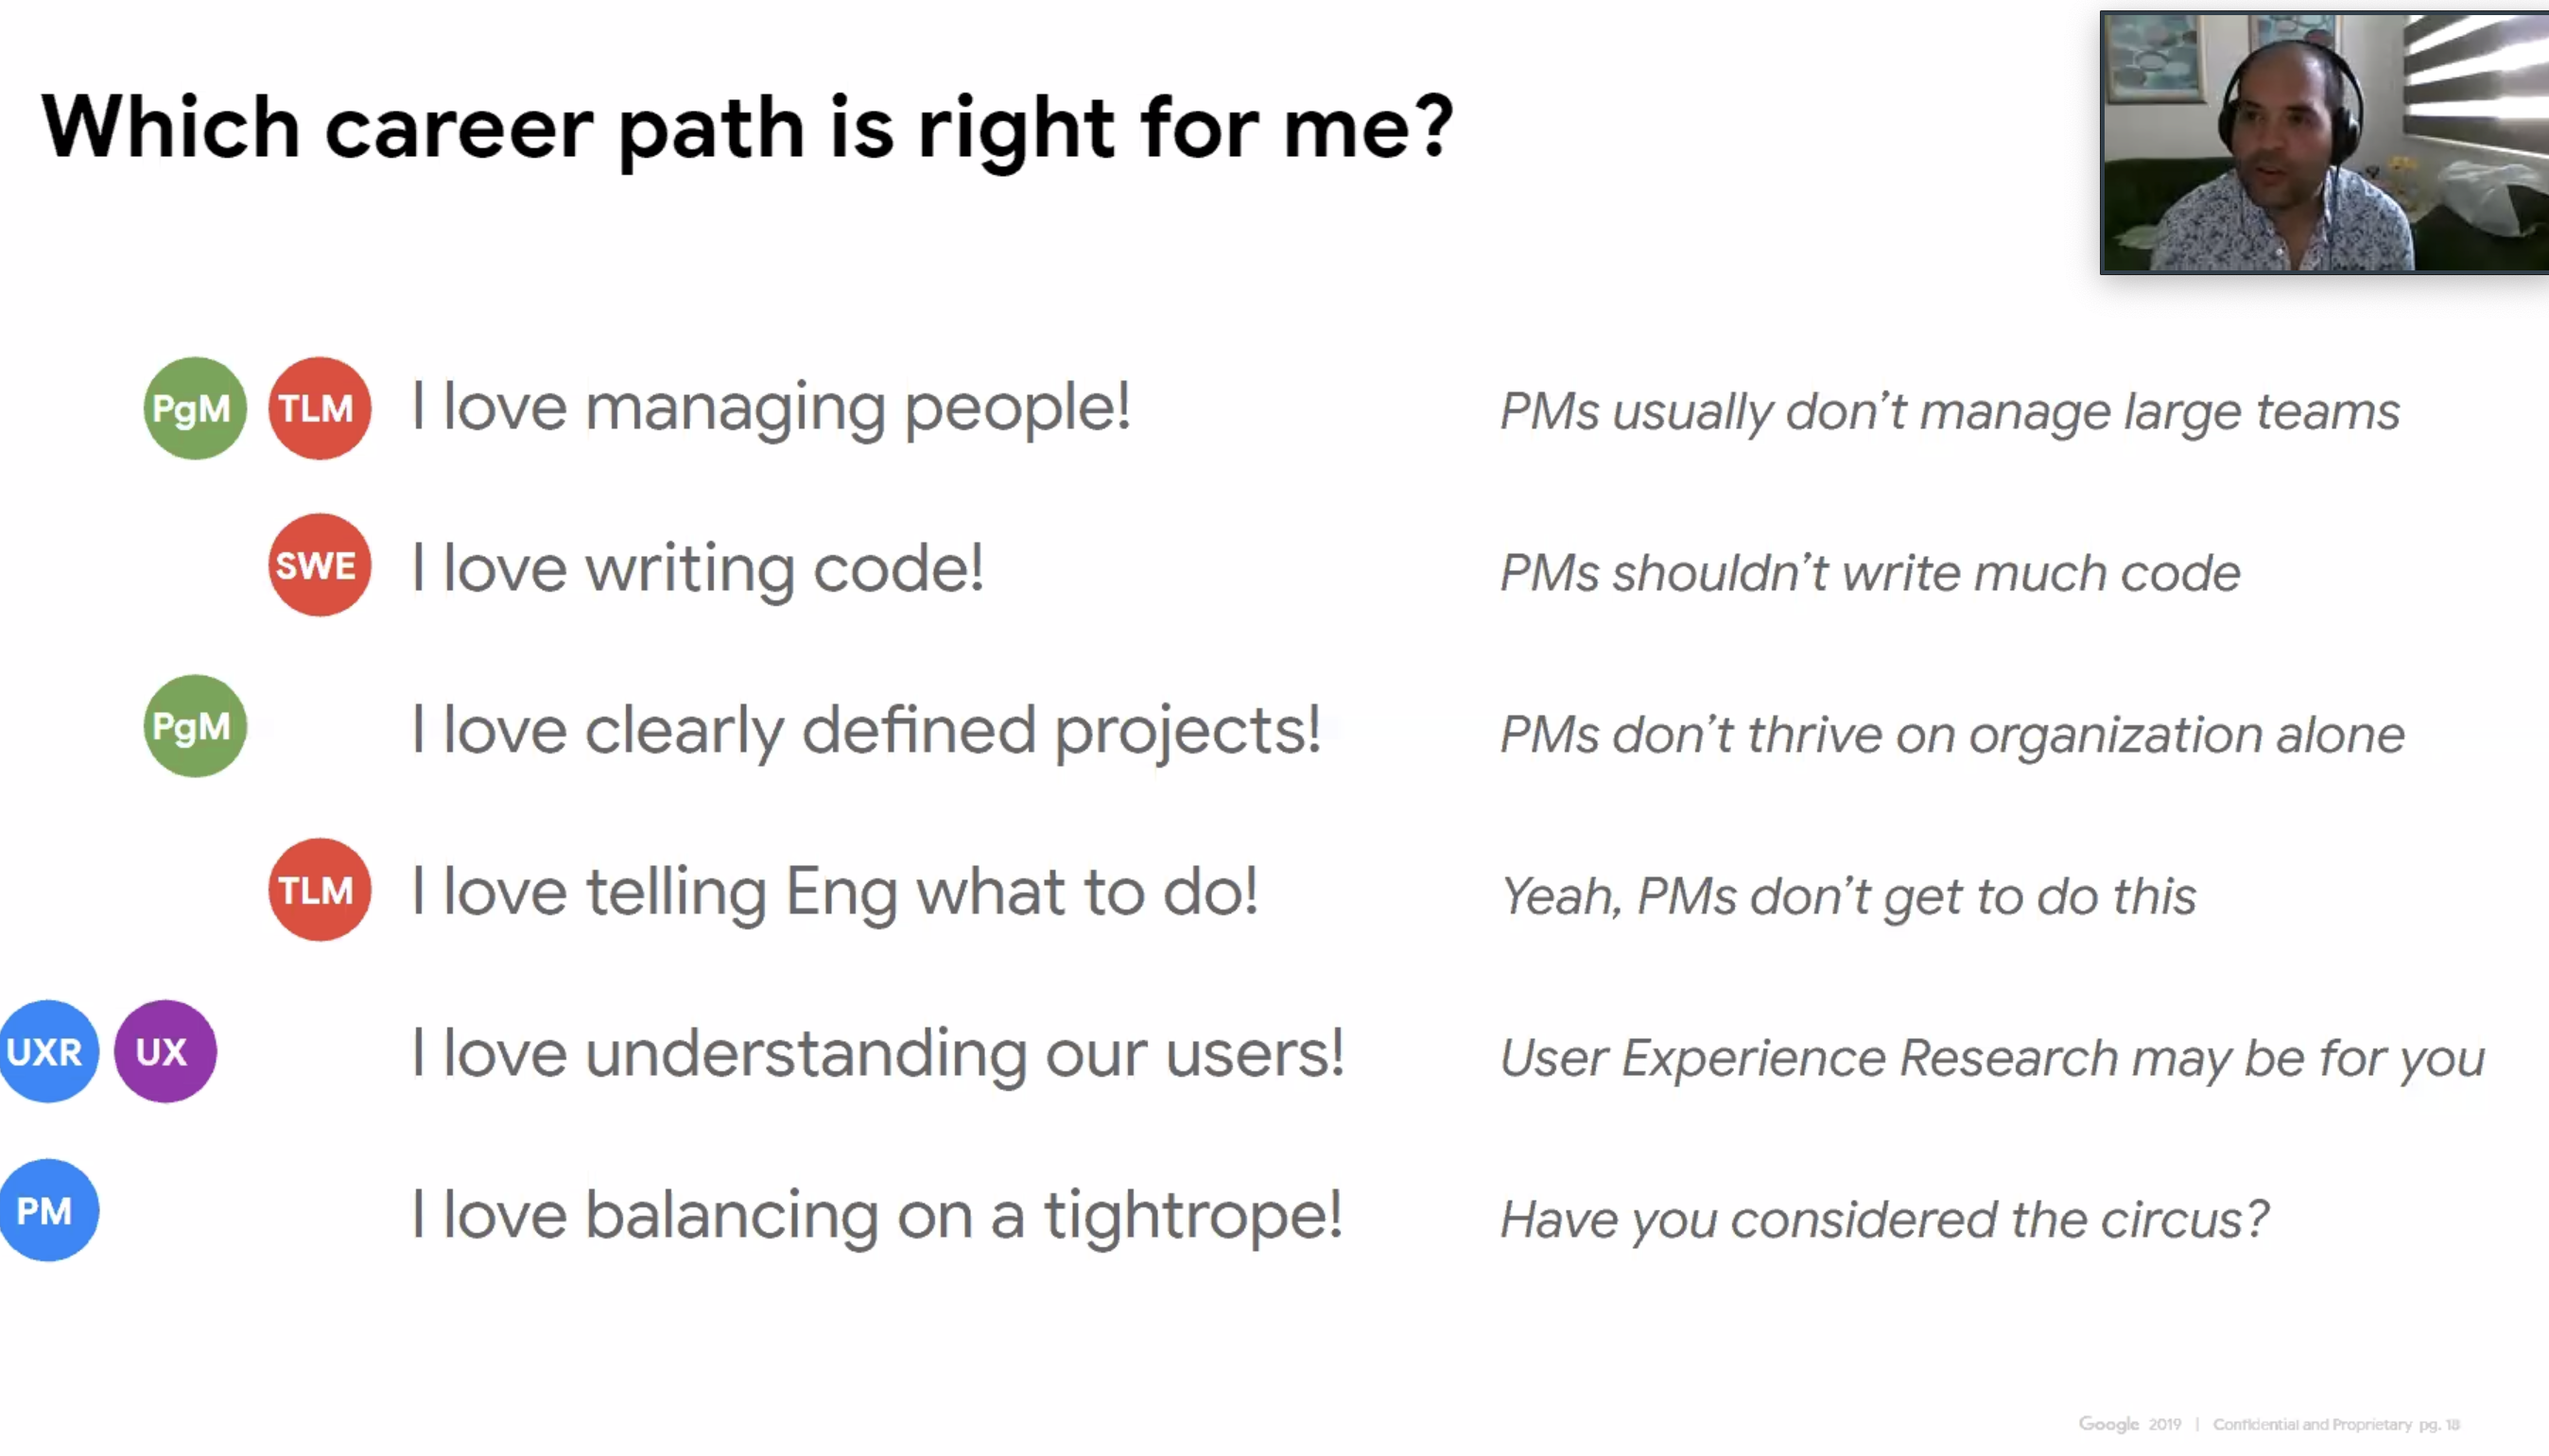 Which career path is right for me?
PgM TLM I love managing people! PMs usually don't manage large teams
SWE I love writing code! PMs shouldn't write much code
PgM I love clearly defined projects! PMs don't thrive on organization alone
TLM I love telling Eng what to do! Yeah, PMs don't get to do this
UXR UX I love understanding our users! User Experience Research may be for you
PM I love balancing on a tightrope! Have you considered the circus?
Google 2019 | Confidential and Proprietary pg. 18